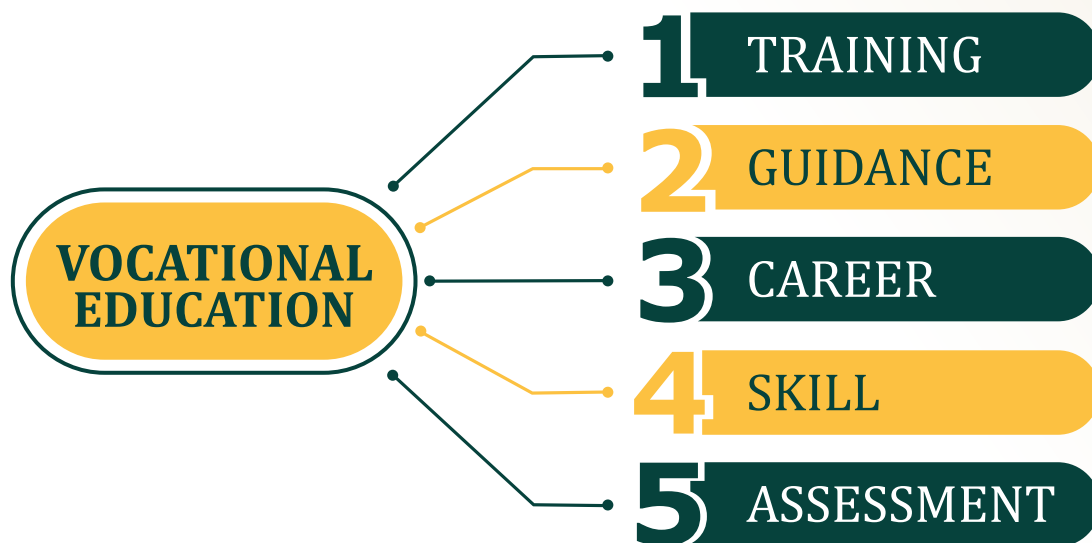 VOCATIONAL
EDUCATION
1 TRAINING
2 GUIDANCE
3 CAREER
4 SKILL
5 ASSESSMENT